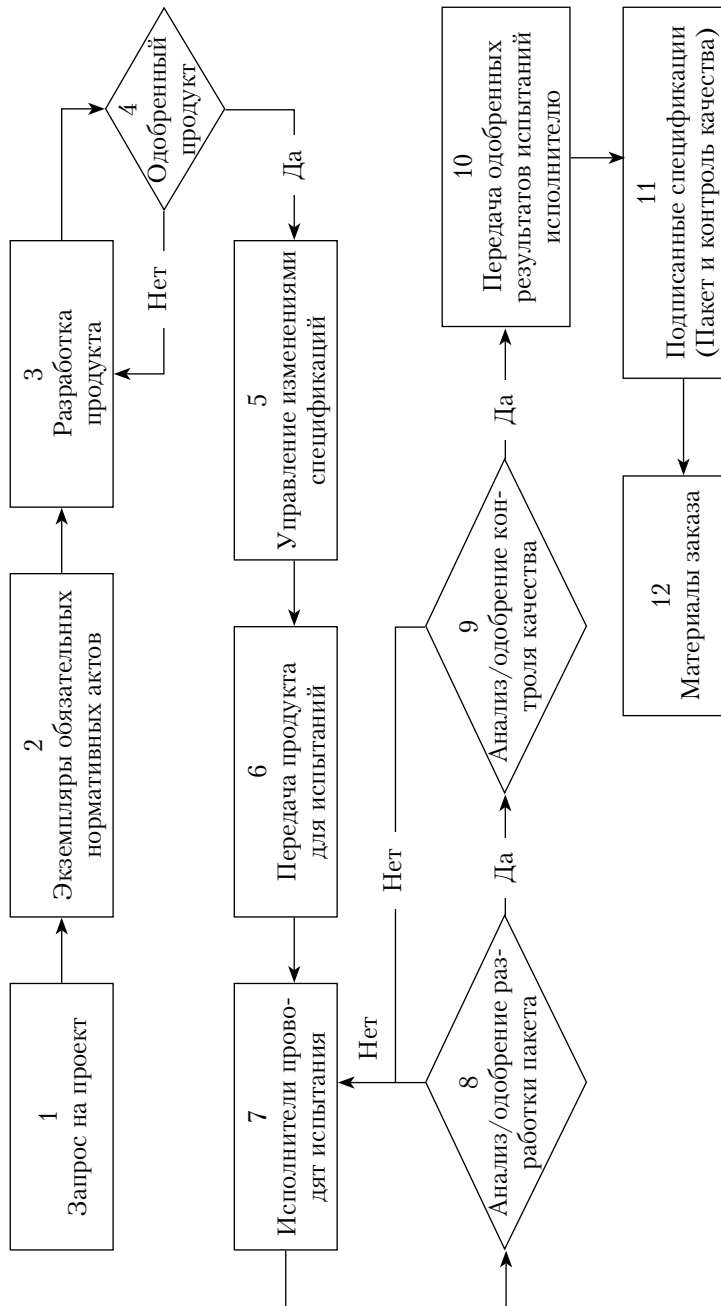 1
Запрос на проект
2
Экземпляры обязательных
нормативных актов
3
Разработка
продукта
4
Одобренный
продукт
Нет
Да
5
Управление изменениями
спецификаций
6
Передача продукта
для испытаний
7
Исполнители прово-
дят испытания
Нет
8
Анализ/одобрение раз-
работки пакета
Да
Нет
9
Анализ/одобрение кон-
троля качества
Да
10
Передача одобренных
результатов испытаний
исполнителю
11
Подписанные спецификации
(Пакет и контроль качества)
12
Материалы заказа